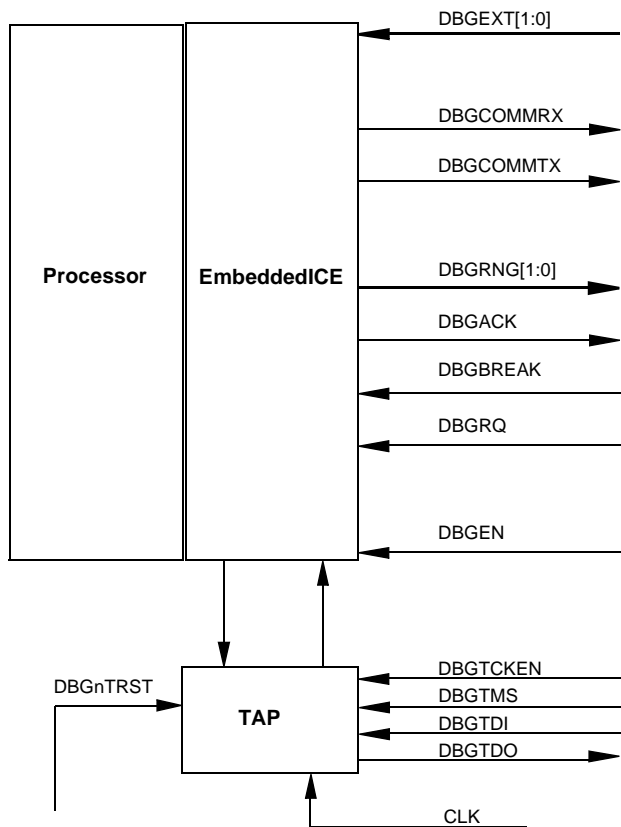 DBGEXT[1:0]
DBGCOMMRX
DBGCOMMTX
Processor
EmbeddedICE
DBGRNG[1:0]
DBGACK
DBGBREAK
DBGRQ
DBGEN
DBGnTRST
TAP
DBGTCKEN
DBGTMS
DBGTDI
DBGTDO
CLK